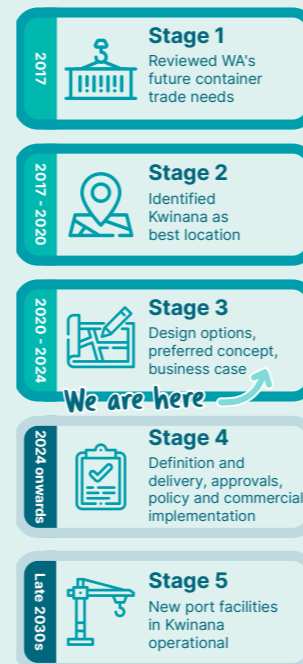 2017
Stage 1
Reviewed WA's
future container
trade needs
2017 - 2020
Stage 2
Identified
Kwinana as
best location
2020 - 2024
Stage 3
Design options,
preferred concept,
business case
We are here
2024 onwards
Stage 4
Definition and
delivery, approvals,
policy and commercial
implementation
Late 2030s
Stage 5
New port facilities
in Kwinana
operational